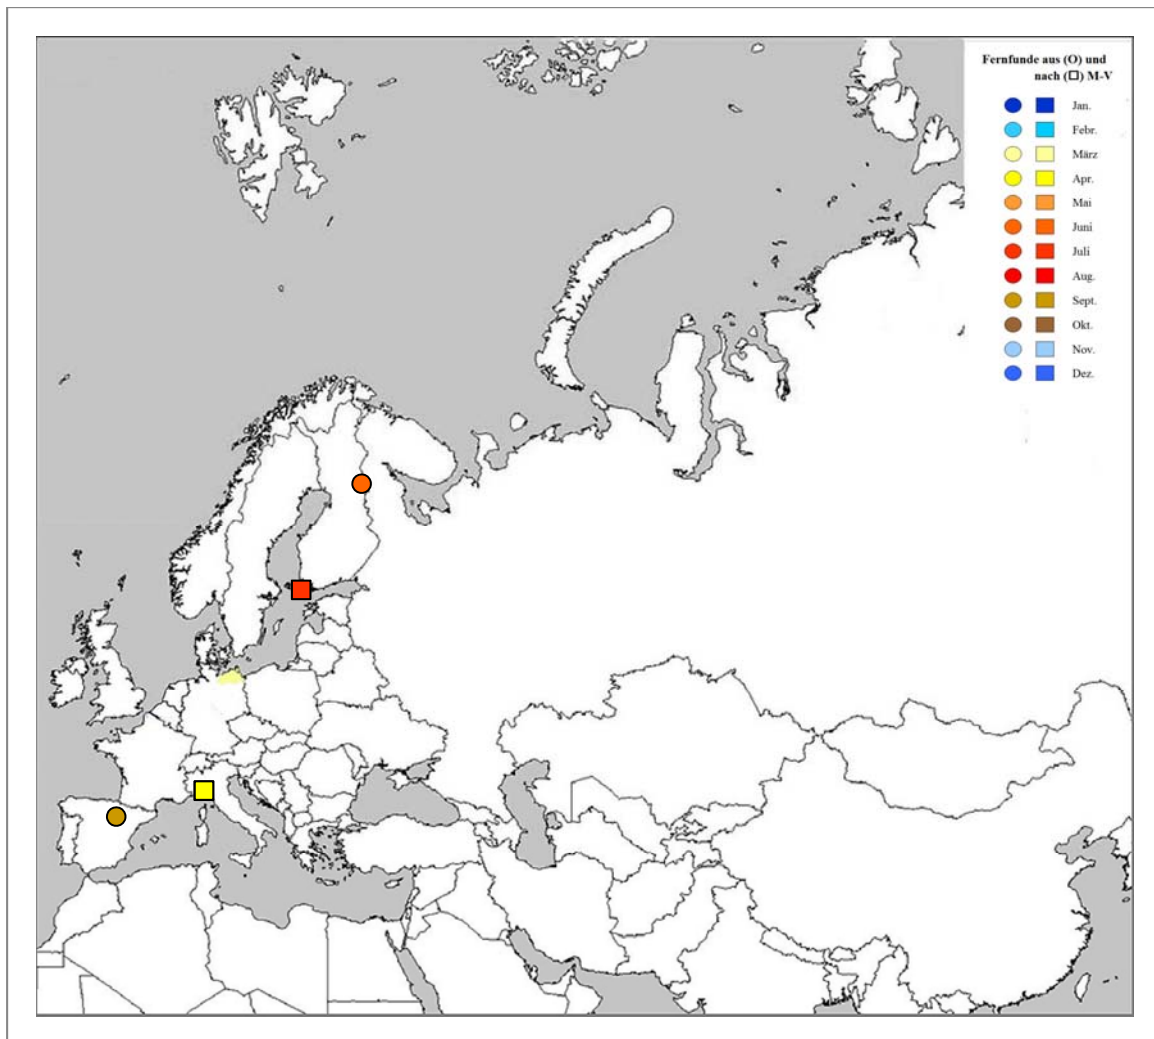 Fernfunde aus (O) und
nach (□) M-V
Jan.
Febr.
März
Apr.
Mai
Juni
Juli
Aug.
Sept.
Okt.
Nov.
Dez.